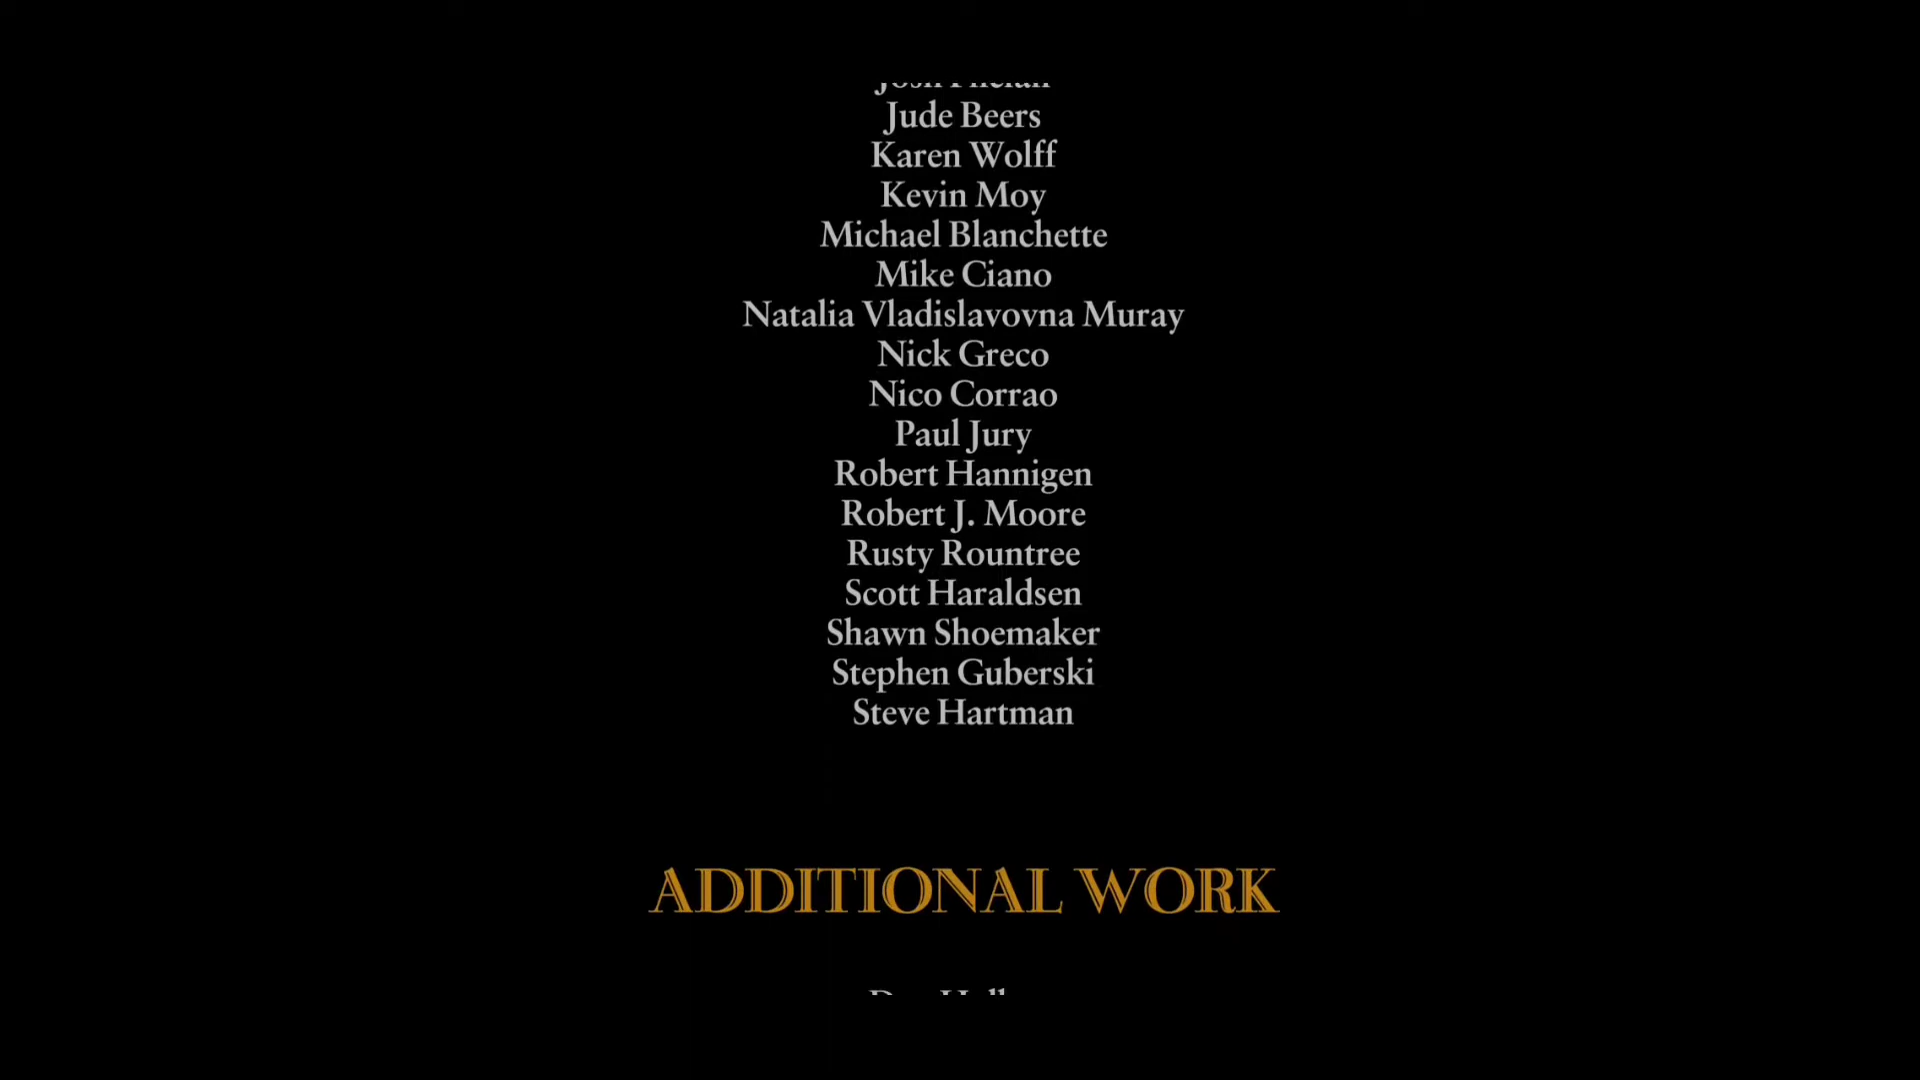 Jude Beers
Karen Wolff
Kevin Moy
Michael Blanchette
Mike Ciano
Natalia Vladislavovna Muray
Nick Greco
Nico Corrao
Paul Jury
Robert Hannigen
Robert J. Moore
Rusty Rountree
Scott Haraldsen
Shawn Shoemaker
Stephen Guberski
Steve Hartman
ADDITIONAL WORK